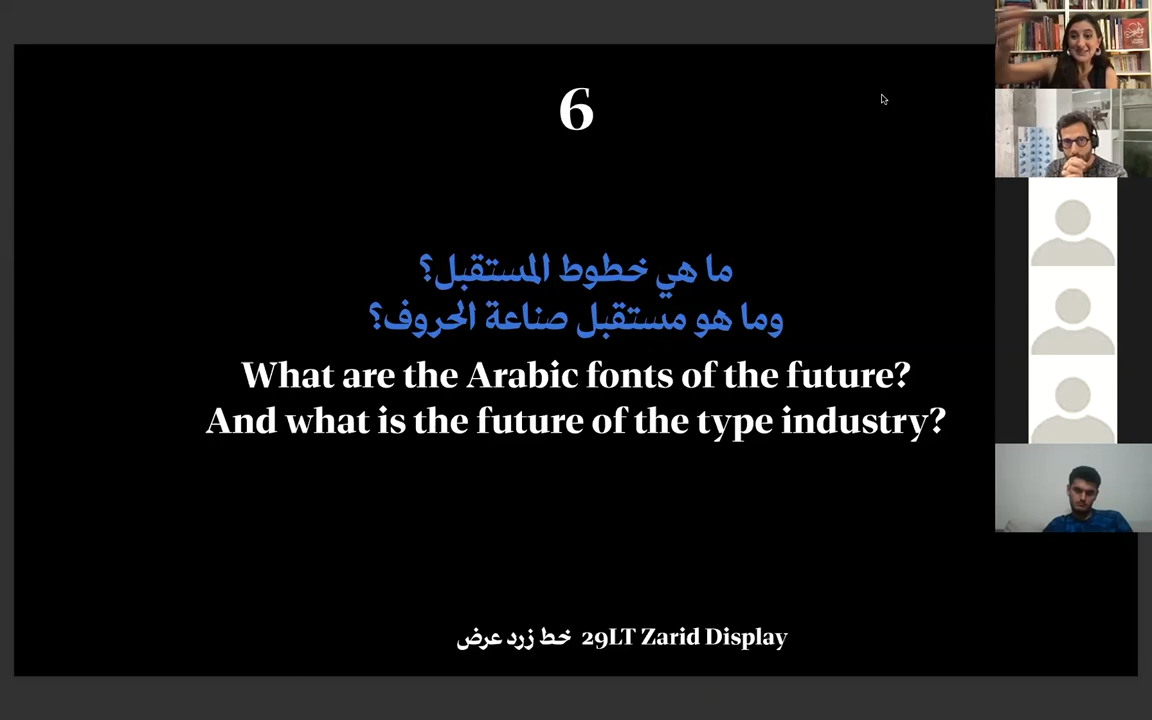 6
ما هي خطوط المستقبل؟
وما هو مستقبل صناعة الحروف؟
What are the Arabic fonts of the future?
And what is the future of the type industry?
خط زرد عرض 29LT Zarid Display